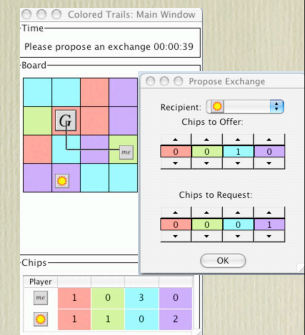 Colored Trails: Main Window
Time
Please propose an exchange 00:00:39
Board
G
me
Propose Exchange
Recipient:
Chips to Offer:
0 0 1 0
Chips to Request:
0 0 0 1
OK
Chips
Player
me 1 0 3 0
1 1 0 2